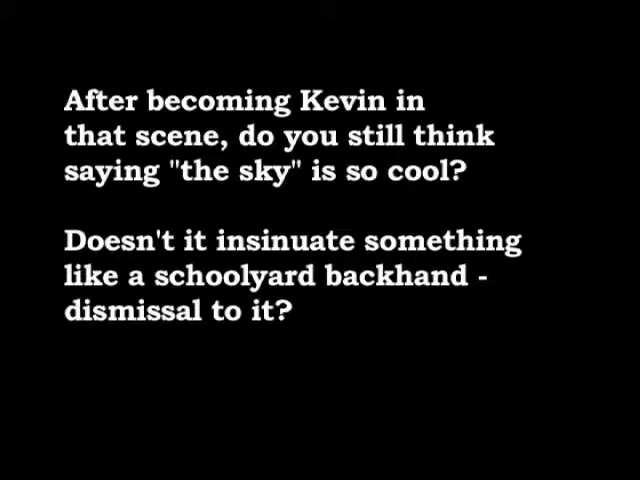 After becoming Kevin in
that scene, do you still think
saying "the sky" is so cool?
Doesn't it insinuate something
like a schoolyard backhand -
dismissal to it?